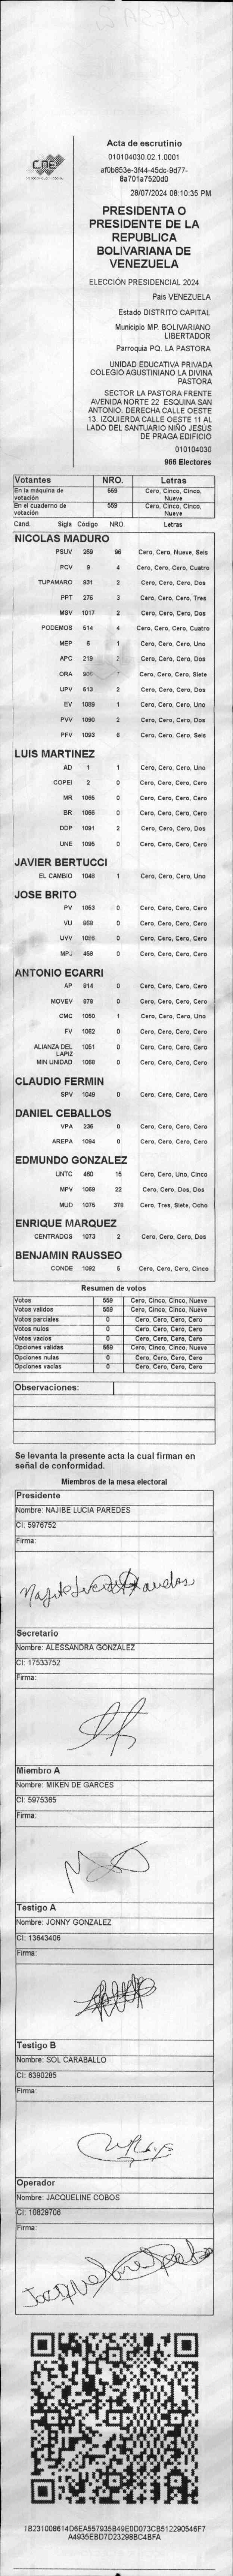 MESA 2
CNE
Acta de escrutinio
010104030.02.1.0001
af0b853e-3f44-45dc-9d77-
8a701a7520d0
28/07/2024 08:10:35 PM
PRESIDENTA O
PRESIDENTE DE LA
REPUBLICA
BOLIVARIANA DE
VENEZUELA
ELECCIÓN PRESIDENCIAL 2024
País VENEZUELA
Estado DISTRITO CAPITAL
Municipio MP. BOLIVARIANO
LIBERTADOR
Parroquia PQ. LA PASTORA
UNIDAD EDUCATIVA PRIVADA
COLEGIO AGUSTINIANO LA DIVINA
PASTORA
SECTOR LA PASTORA FRENTE
AVENIDA NORTE 22. ESQUINA SAN
ANTONIO. DERECHA CALLE OESTE
13. IZQUIERDA CALLE OESTE 11 AL
LADO DEL SANTUARIO NIÑO JESÚS
DE PRAGA EDIFICIO
010104030
966 Electores
Votantes NRO. Letras
En la máquina de votación 559 Cero, Cinco, Cinco, Nueve
En el cuaderno de votación 559 Cero, Cinco, Cinco, Nueve
Cand. Sigla Código NRO. Letras
NICOLAS MADURO
PSUV 269 96 Cero, Cero, Nueve, Seis
PCV 9 4 Cero, Cero, Cero, Cuatro
TUPAMARO 931 2 Cero, Cero, Cero, Dos
PPT 276 3 Cero, Cero, Cero, Tres
MSV 1017 2 Cero, Cero, Cero, Dos
PODEMOS 514 4 Cero, Cero, Cero, Cuatro
MEP 6 1 Cero, Cero, Cero, Uno
APC 219 2 Cero, Cero, Cero, Dos
ORA 906 7 Cero, Cero, Cero, Siete
UPV 513 2 Cero, Cero, Cero, Dos
EV 1089 1 Cero, Cero, Cero, Uno
PVV 1090 2 Cero, Cero, Cero, Dos
PFV 1093 6 Cero, Cero, Cero, Seis
LUIS MARTINEZ
AD 1 1 Cero, Cero, Cero, Uno
COPEI 2 0 Cero, Cero, Cero, Cero
MR 1065 0 Cero, Cero, Cero, Cero
BR 1066 0 Cero, Cero, Cero, Cero
DDP 1091 2 Cero, Cero, Cero, Dos
UNE 1095 0 Cero, Cero, Cero, Cero
JAVIER BERTUCCI
EL CAMBIO 1048 1 Cero, Cero, Cero, Uno
JOSE BRITO
PV 1053 0 Cero, Cero, Cero, Cero
VU 868 0 Cero, Cero, Cero, Cero
UVV 0 Cero, Cero, Cero, Cero
MPJ 458 0 Cero, Cero, Cero, Cero
ANTONIO ECARRI
AP 814 0 Cero, Cero, Cero, Cero
MOVEV 979 0 Cero, Cero, Cero, Cero
CMC 1050 1 Cero, Cero, Cero, Uno
FV 1062 0 Cero, Cero, Cero, Cero
ALIANZA DEL LAPIZ 1051 0 Cero, Cero, Cero, Cero
MIN UNIDAD 1068 0 Cero, Cero, Cero, Cero
CLAUDIO FERMIN
SPV 1049 0 Cero, Cero, Cero, Cero
DANIEL CEBALLOS
VPA 236 0 Cero, Cero, Cero, Cero
AREPA 1094 0 Cero, Cero, Cero, Cero
EDMUNDO GONZALEZ
UNTC 460 15 Cero, Cero, Uno, Cinco
MPV 1069 22 Cero, Cero, Dos, Dos
MUD 1075 378 Cero, Tres, Siete, Ocho
ENRIQUE MARQUEZ
CENTRADOS 1073 2 Cero, Cero, Cero, Dos
BENJAMIN RAUSSEO
CONDE 1092 5 Cero, Cero, Cero, Cinco
Resumen de votos
Votos 559 Cero, Cinco, Cinco, Nueve
Votos validos 559 Cero, Cinco, Cinco, Nueve
Votos parciales 0 Cero, Cero, Cero, Cero
Votos nulos 0 Cero, Cero, Cero, Cero
Votos vacios 0 Cero, Cero, Cero, Cero
Opciones validas 559 Cero, Cinco, Cinco, Nueve
Opciones nulas 0 Cero, Cero, Cero, Cero
Opciones vacias 0 Cero, Cero, Cero, Cero
Observaciones:
Se levanta la presente acta la cual firman en
señal de conformidad.
Miembros de la mesa electoral
Presidente
Nombre: NAJIBE LUCIA PAREDES
CI: 5976752
Firma:
Secretario
Nombre: ALESSANDRA GONZALEZ
CI: 17533752
Firma:
Miembro A
Nombre: MIKEN DE GARCES
CI: 5975365
Firma:
Testigo A
Nombre: JONNY GONZALEZ
CI: 13643406
Firma:
Testigo B
Nombre: SOL CARABALLO
CI: 6390285
Firma:
Operador
Nombre: JACQUELINE COBOS
CI: 10829706
Firma:
1B231008614D6EA557935B49E0D073CB512290546F7
A4935EBD7D23298BC4BFA